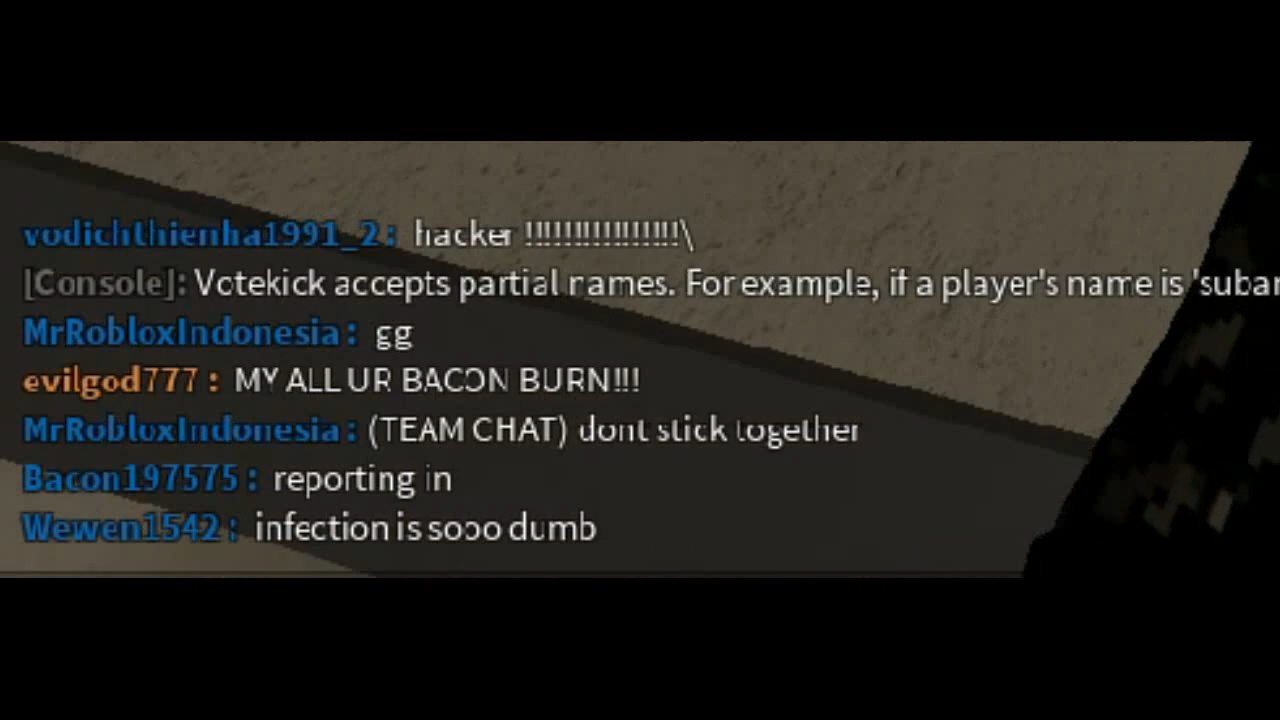 vodichthienha1991_2: hacker !!!!!!!!!!!!!!!!!!\
[Console]: Votekick accepts partial names. For example, if a player's name is 'subar
MrRobloxIndonesia: gg
evilgod777: MY ALL UR BACON BURN!!!
MrRobloxIndonesia: (TEAM CHAT) dont stick together
Bacon197575: reporting in
Wewen1542: infection is sooo dumb